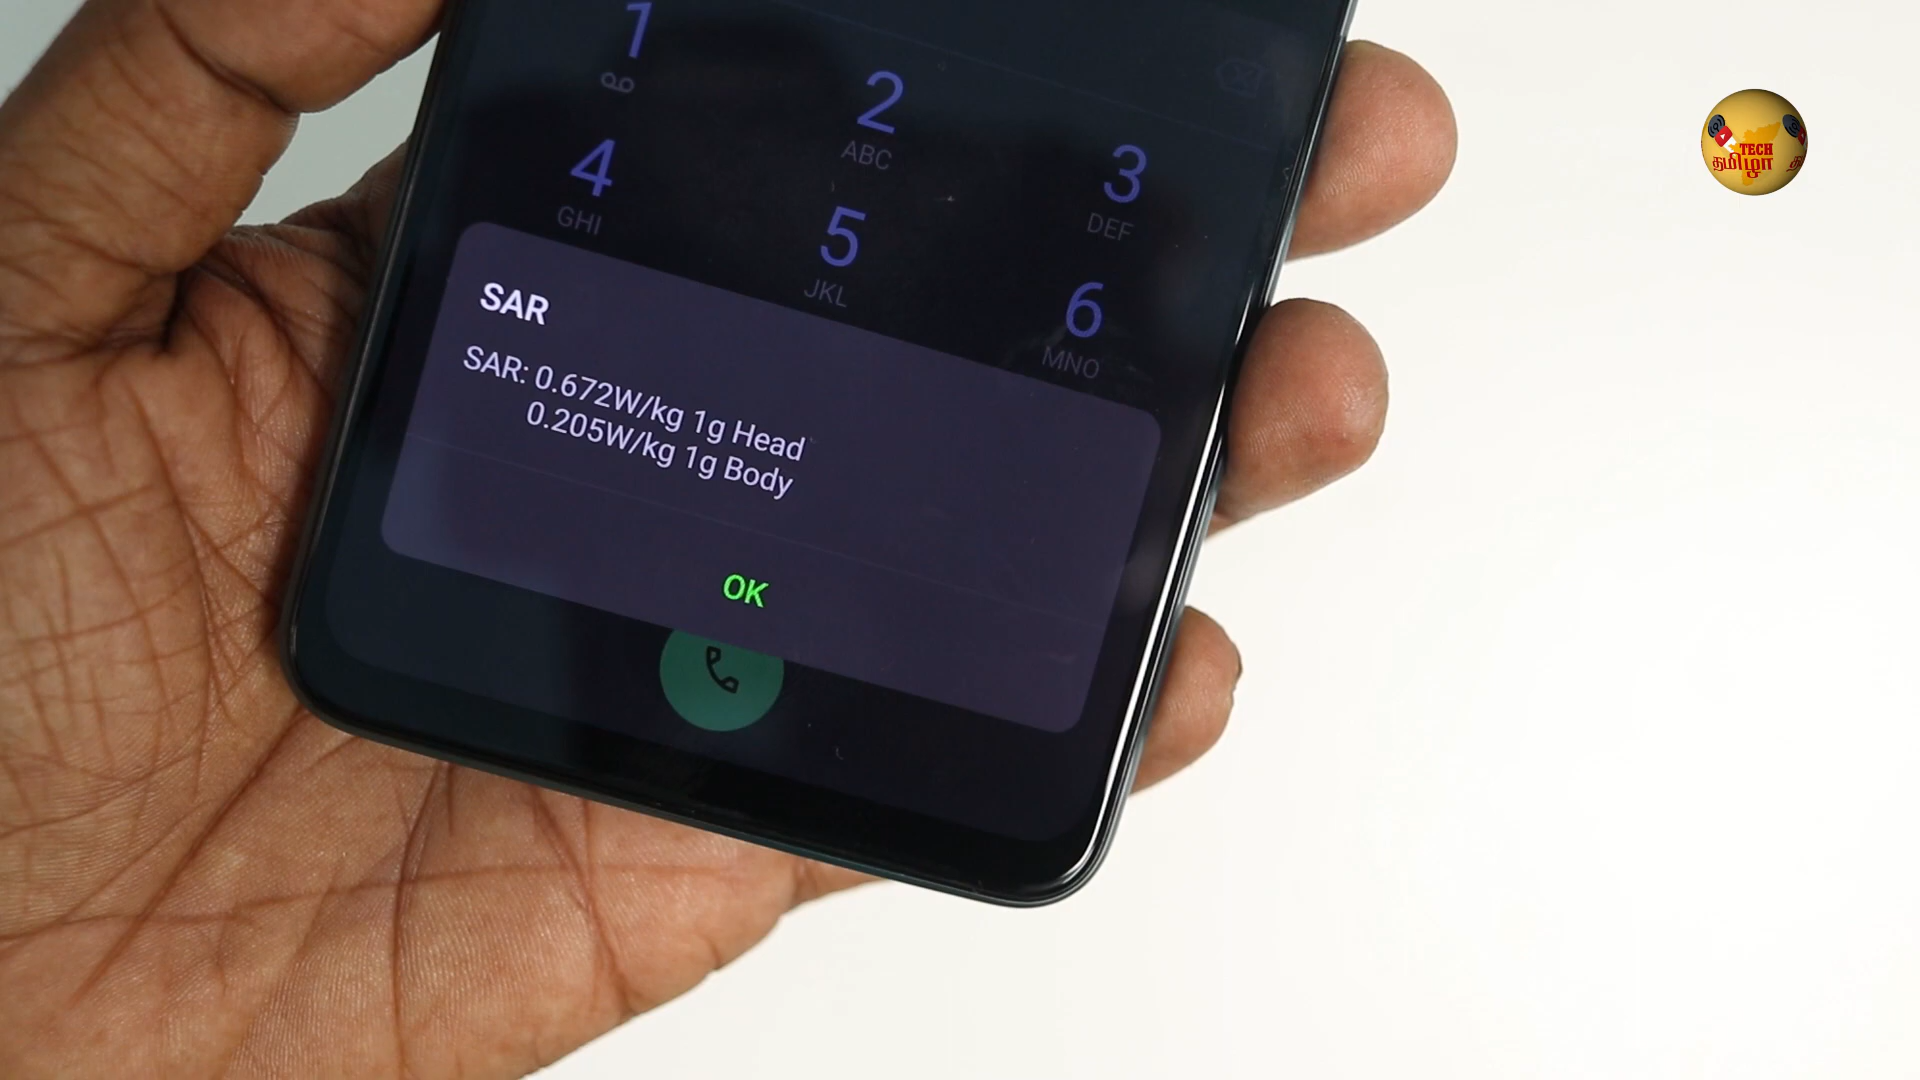 1
2
ABC
3
DEF
4
GHI
5
JKL
6
MNO
SAR
SAR: 0.672W/kg 1g Head
0.205W/kg 1g Body
OK
TECH
தமிழா